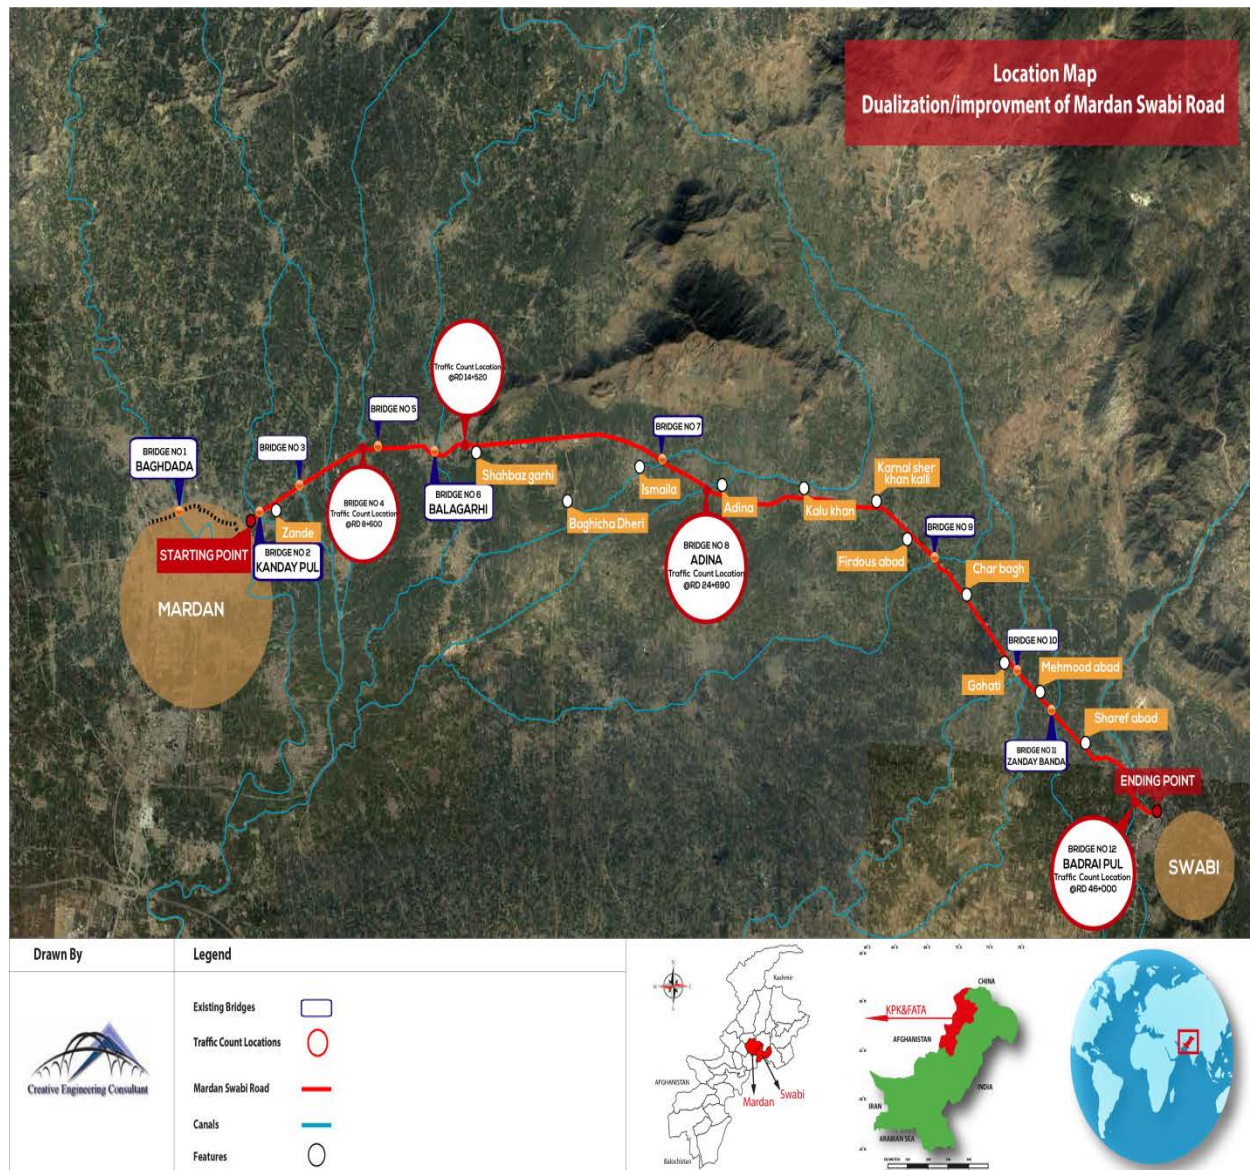 Location Map
Dualization/improvment of Mardan Swabi Road
Traffic Count Location
@RD 14+520
BRIDGE NO 5
BRIDGE NO 3
BRIDGE NO 7
BRIDGE NO 1
BAGHDADA
Shahbaz garhi
Ismaila
Adina
Kalu khan
Karnal sher
khan kalli
Baghicha Dheri
BRIDGE NO 4
Traffic Count Location
@RD 8+600
BRIDGE NO 6
BALAGARHI
Zande
STARTING POINT
BRIDGE NO 2
KANDAY PUL
BRIDGE NO 8
ADINA
Traffic Count Location
@RD 24+690
Firdous abad
BRIDGE NO 9
Char bagh
MARDAN
BRIDGE NO 10
Gohati
Mehmood abad
Sharef abad
BRIDGE NO 11
ZANDAY BANDA
ENDING POINT
BRIDGE NO 12
BADRAI PUL
Traffic Count Location
@RD 46+000
SWABI
Drawn By
Creative Engineering Consultant
Legend
Existing Bridges
Traffic Count Locations
Mardan Swabi Road
Canals
Features
Kashmir
AFGHANISTAN
Mardan
Swabi
Balochistan
CHINA
KPK&FATA
AFGHANISTAN
INDIA
IRAN
ARABIAN SEA